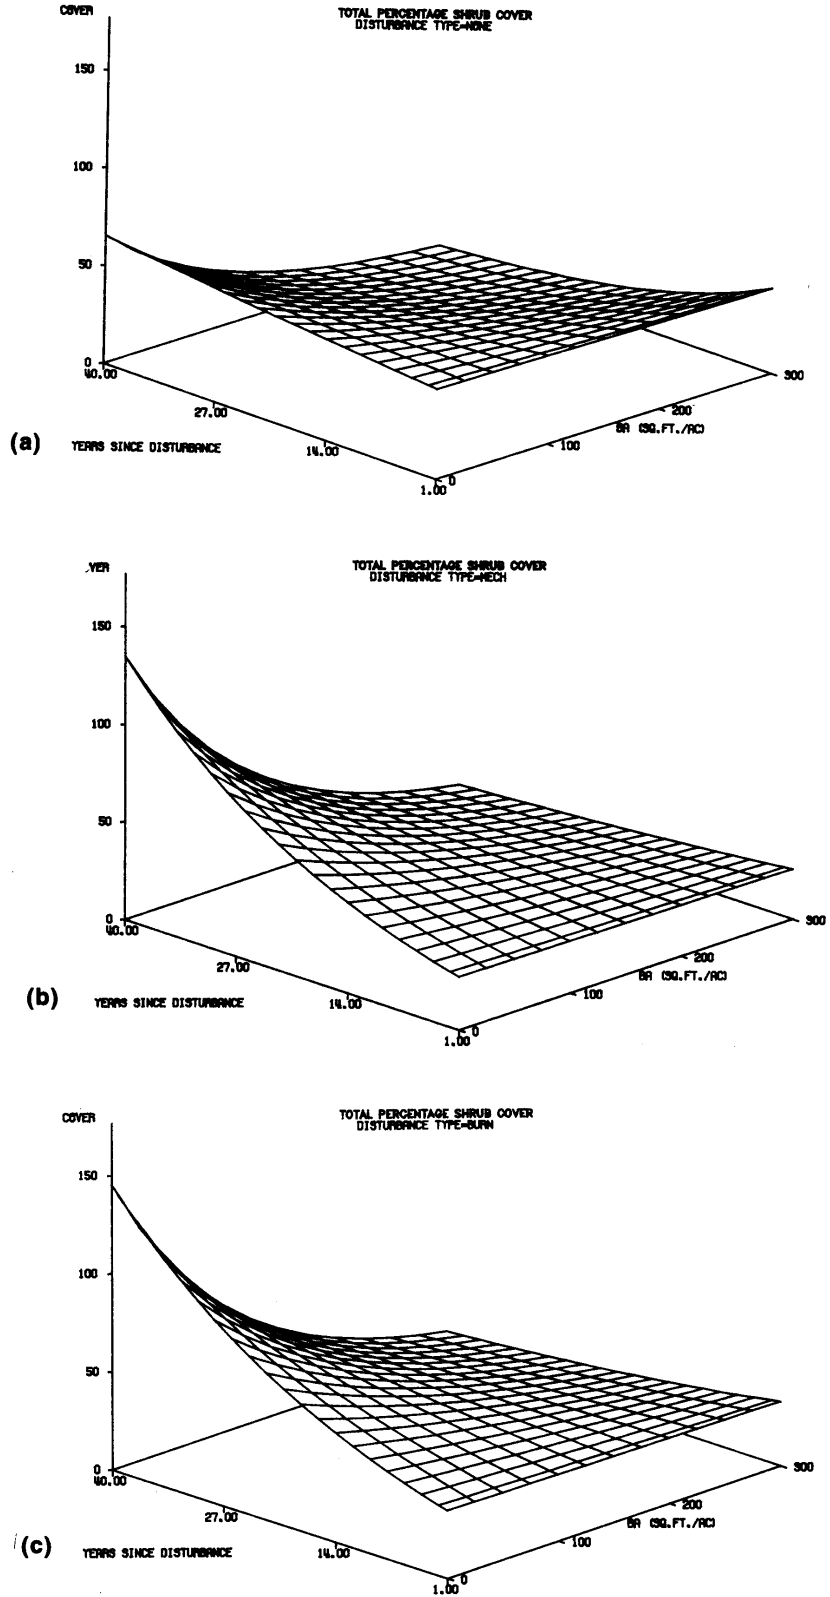 COVER
TOTAL PERCENTAGE SHRUB COVER
DISTURBANCE TYPE=NONE
150
100
50
0
40.00
27.00
14.00
1.00
0
100
200
300
BA (SQ.FT./AC)
YEARS SINCE DISTURBANCE
(a)
VER
TOTAL PERCENTAGE SHRUB COVER
DISTURBANCE TYPE=MECH
150
100
50
0
40.00
27.00
14.00
1.00
0
100
200
300
BA (SQ.FT./AC)
YEARS SINCE DISTURBANCE
(b)
COVER
TOTAL PERCENTAGE SHRUB COVER
DISTURBANCE TYPE=BURN
150
100
50
0
40.00
27.00
14.00
1.00
0
100
200
300
BA (SQ.FT./AC)
YEARS SINCE DISTURBANCE
(c)